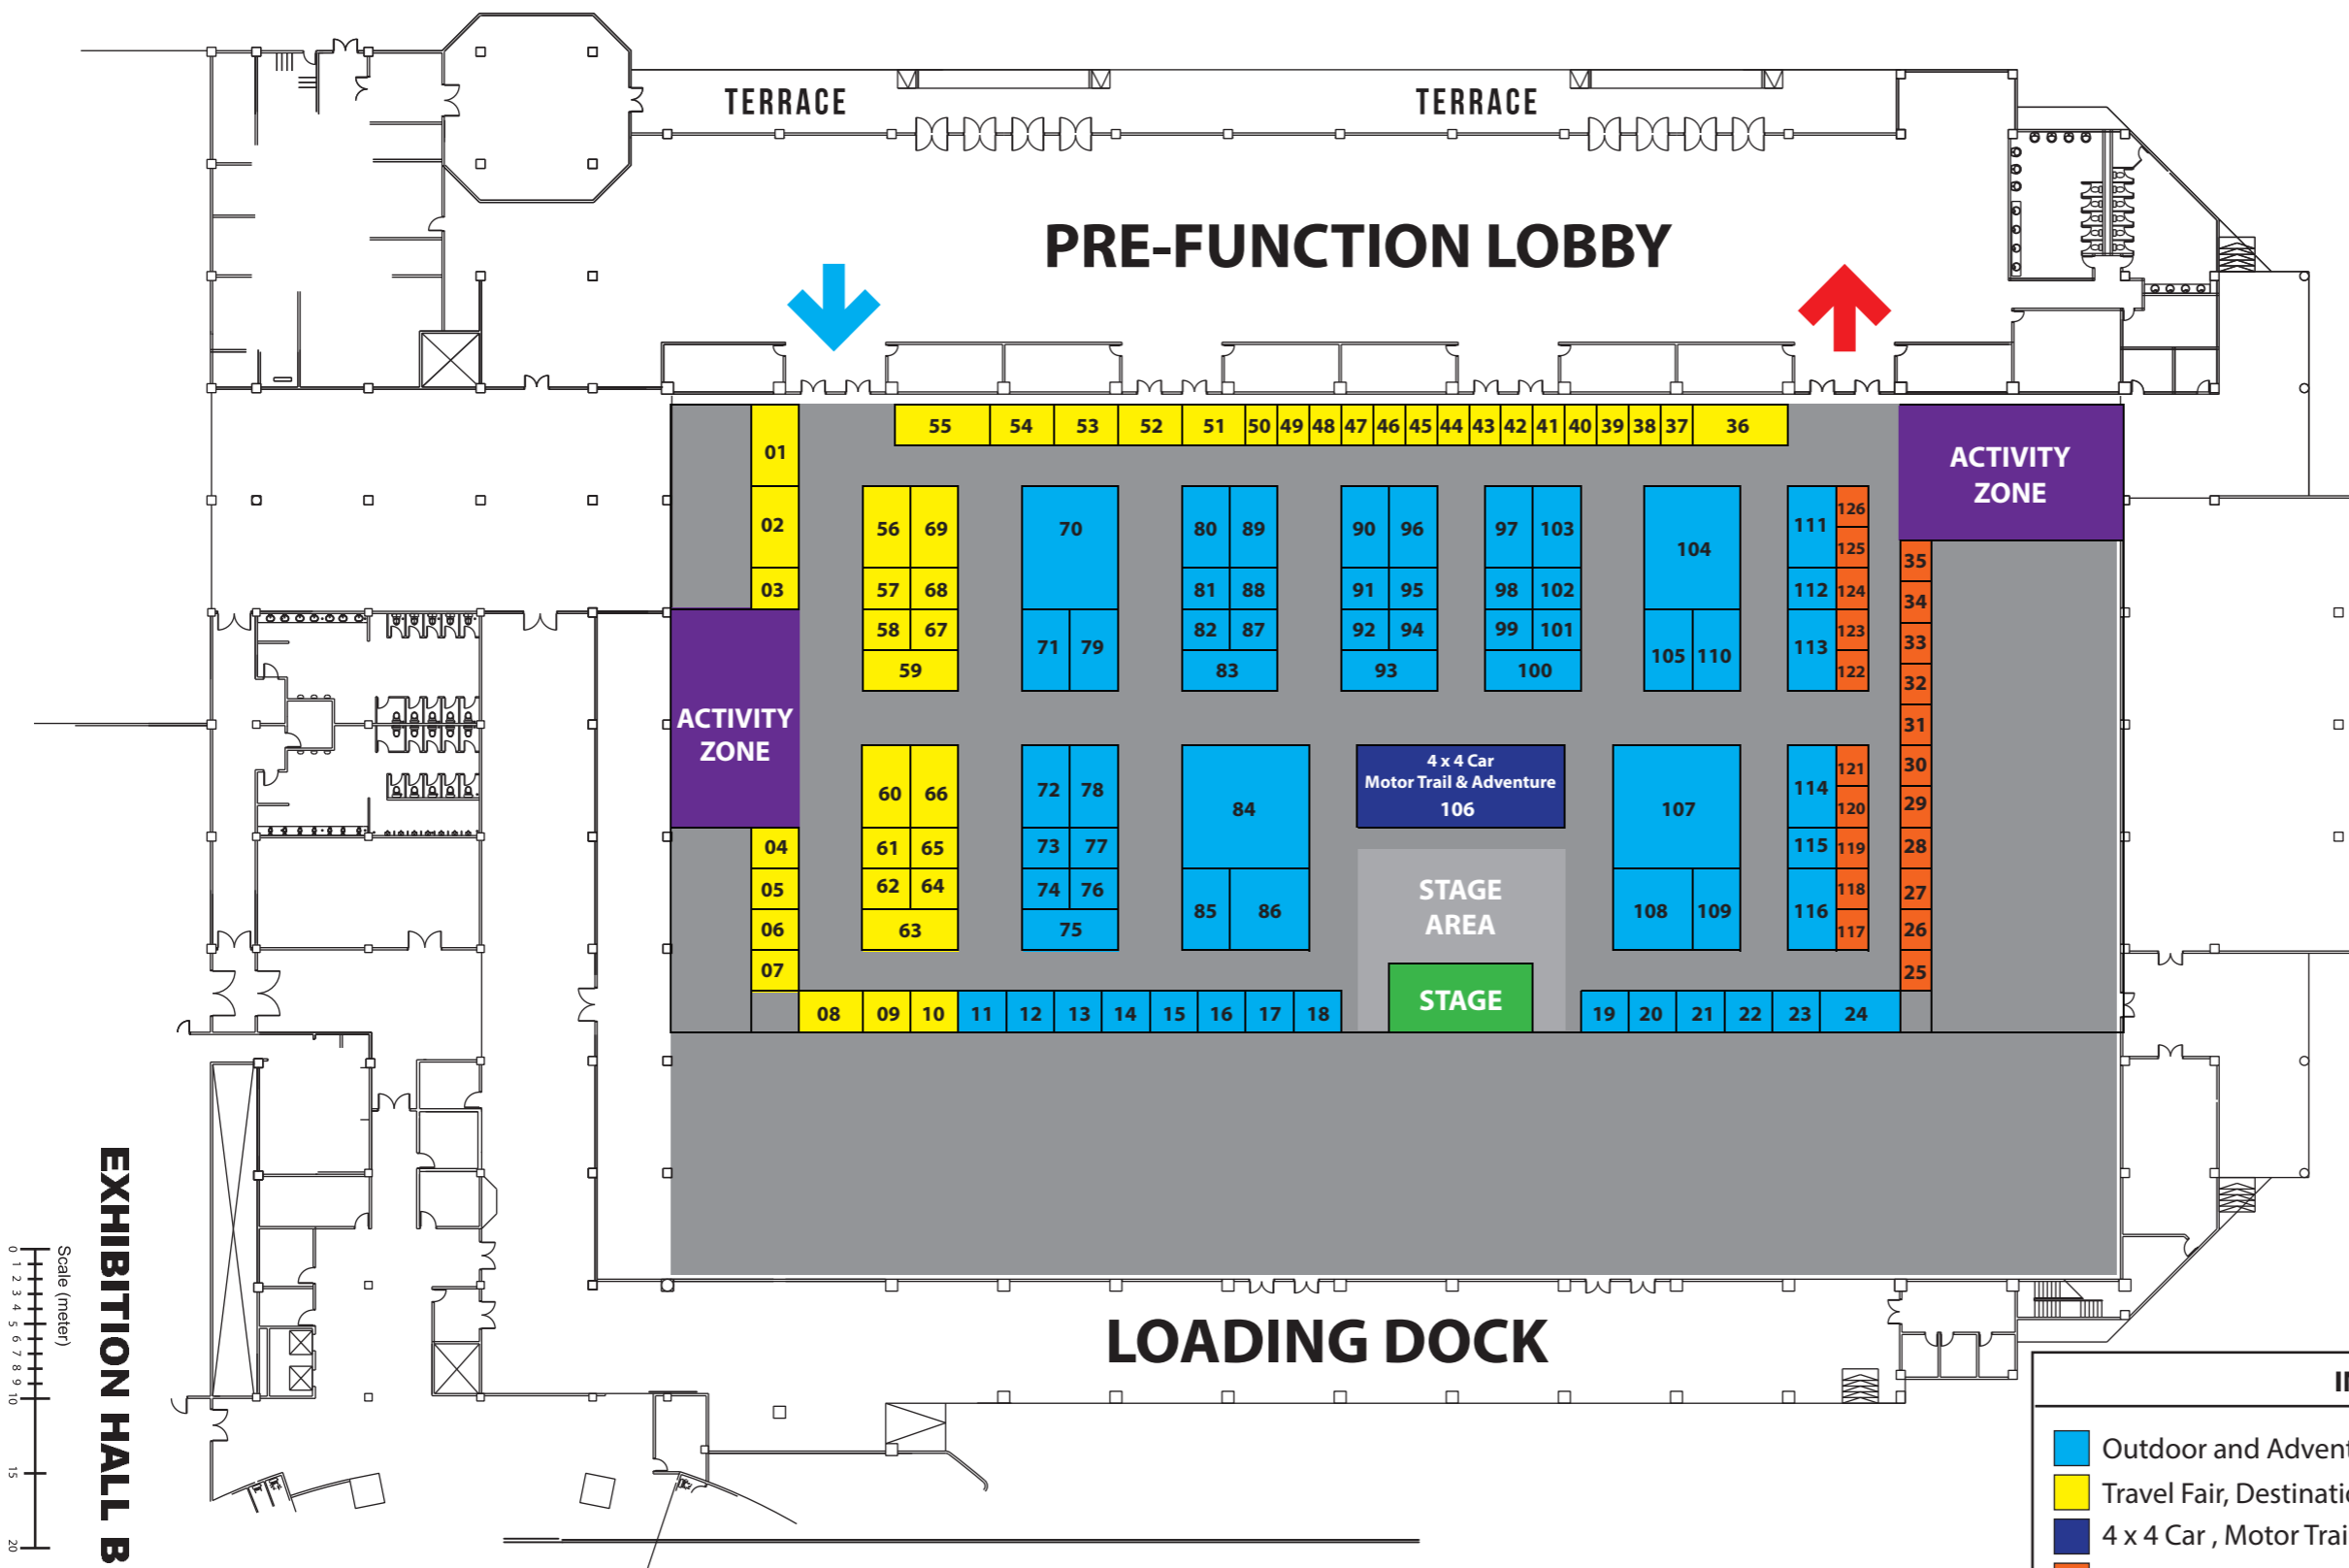 TERRACE TERRACE
PRE-FUNCTION LOBBY
55 54 53 52 51 50 49 48 47 46 45 44 43 42 41 40 39 38 37 36
01
ACTIVITY
ZONE
02 56 69 70 80 89 90 96 97 103 104 111 126
125
03 57 68 81 88 91 95 98 102 112 124 35
34
58 67 71 79 82 87 92 94 99 101 105 110 113 123 33
59 83 93 100 122 32
ACTIVITY
ZONE
31
60 66 72 78 84 4 x 4 Car
Motor Trail & Adventure
106
107 114 121 30
120 29
04 61 65 73 77 115 119 28
05 62 64 74 76 85 86 STAGE
AREA
108 109 116 118 27
06 63 75 117 26
07 25
08 09 10 11 12 13 14 15 16 17 18 STAGE 19 20 21 22 23 24
LOADING DOCK
EXHIBITION HALL B
Scale (meter)
0 1 2 3 4 5 6 7 8 9 10 15 20
Outdoor and
Travel Fair,
4 x 4 Car , Motor